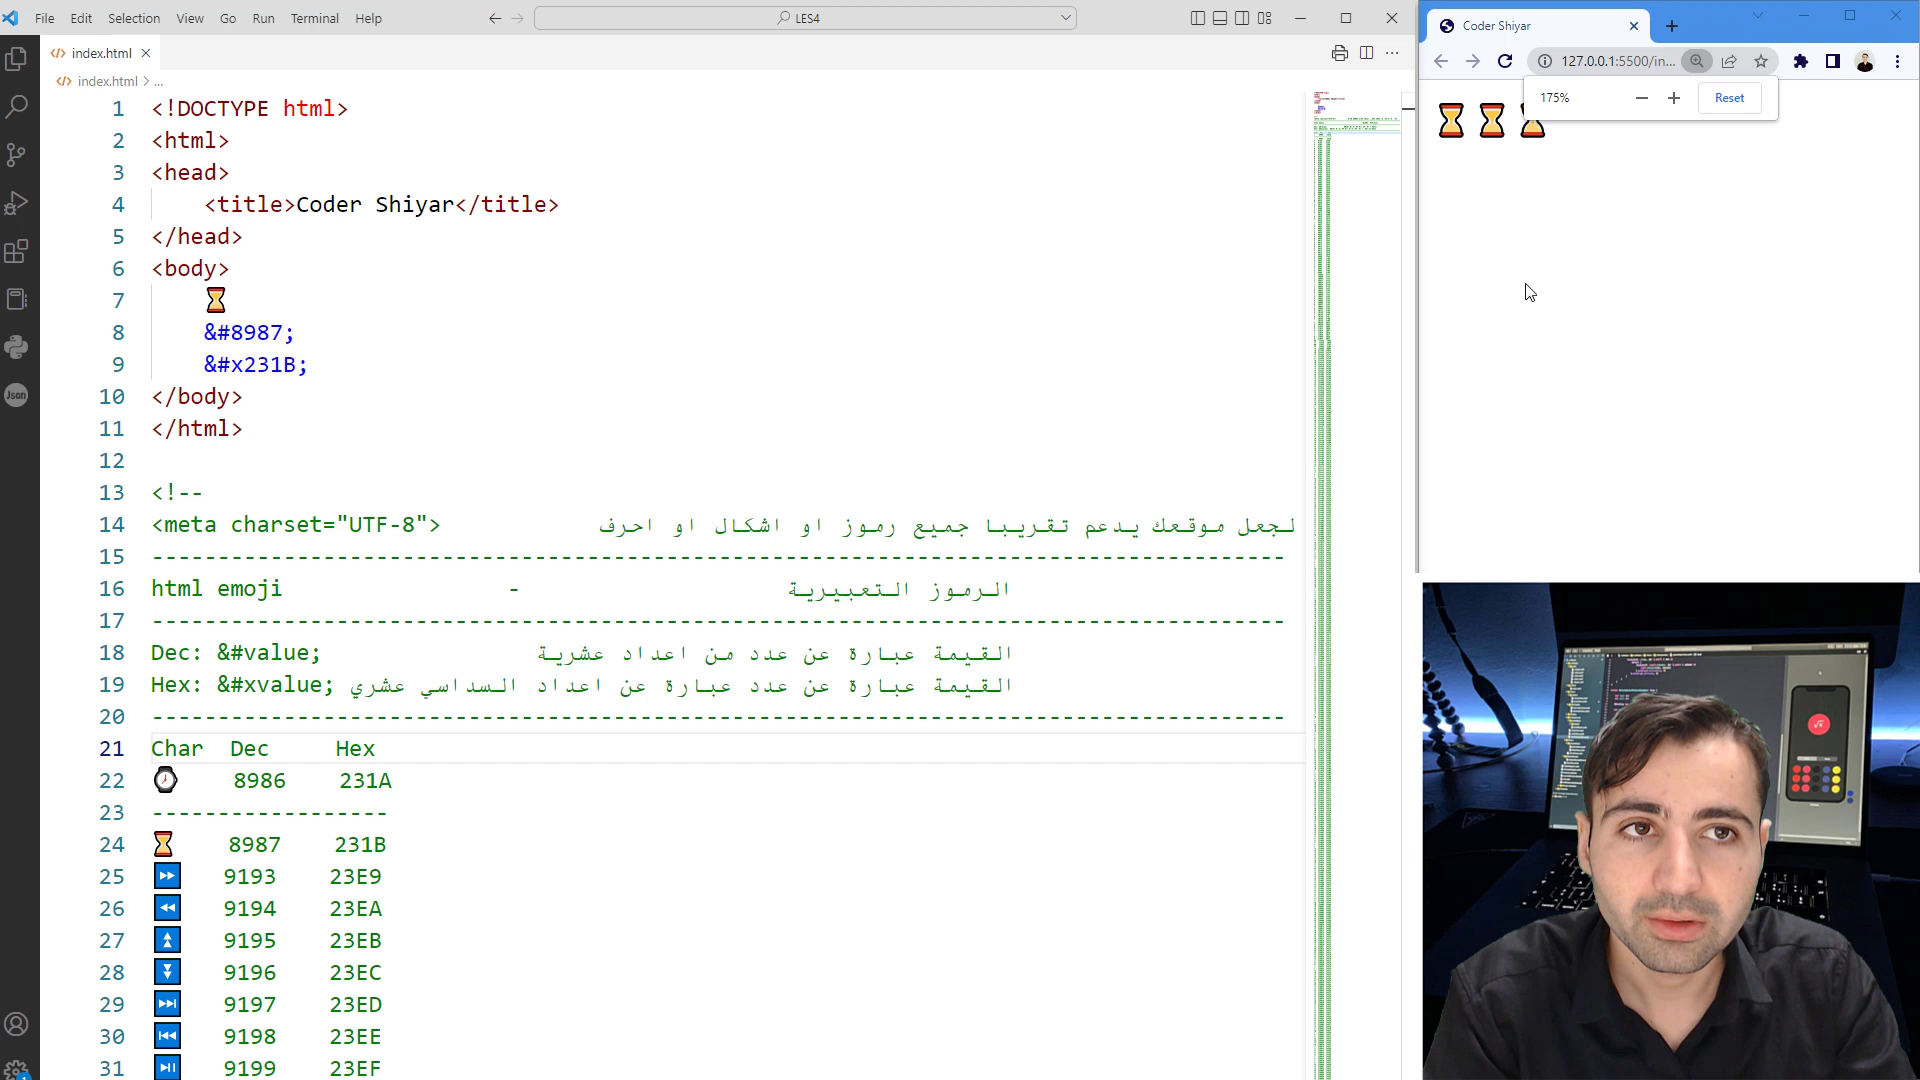 File Edit Selection View Go Run Terminal Help
LES4
index.html
index.html > ...
1 <!DOCTYPE html>
2 <html>
3 <head>
4 <title>Coder Shiyar</title>
5 </head>
6 <body>
7 ⌛
8 &#8987;
9 &#x231B;
10 </body>
11 </html>
12
13 <!--
14 <meta charset="UTF-8"> لجعل موقعك يدعم تقريبا جميع رموز او اشكال او احرف
15 --------------------------------------------------------------------------------------
16 html emoji - الرموز التعبيرية
17 --------------------------------------------------------------------------------------
18 Dec: &#value; القيمة عبارة عن عدد من اعداد عشرية
19 Hex: &#xvalue; القيمة عبارة عن عدد عبارة عن اعداد السداسي عشري
20 --------------------------------------------------------------------------------------
21 Char Dec Hex
22 ⌚ 8986 231A
23 ------------------
24 ⌛ 8987 231B
25 ⏩ 9193 23E9
26 ⏪ 9194 23EA
27 ⏫ 9195 23EB
28 ⏬ 9196 23EC
29 ⏭ 9197 23ED
30 ⏮ 9198 23EE
31 ⏯ 9199 23EF
Json
Coder Shiyar
127.0.0.1:5500/in...
175% Reset
⌛ ⌛ ⌛